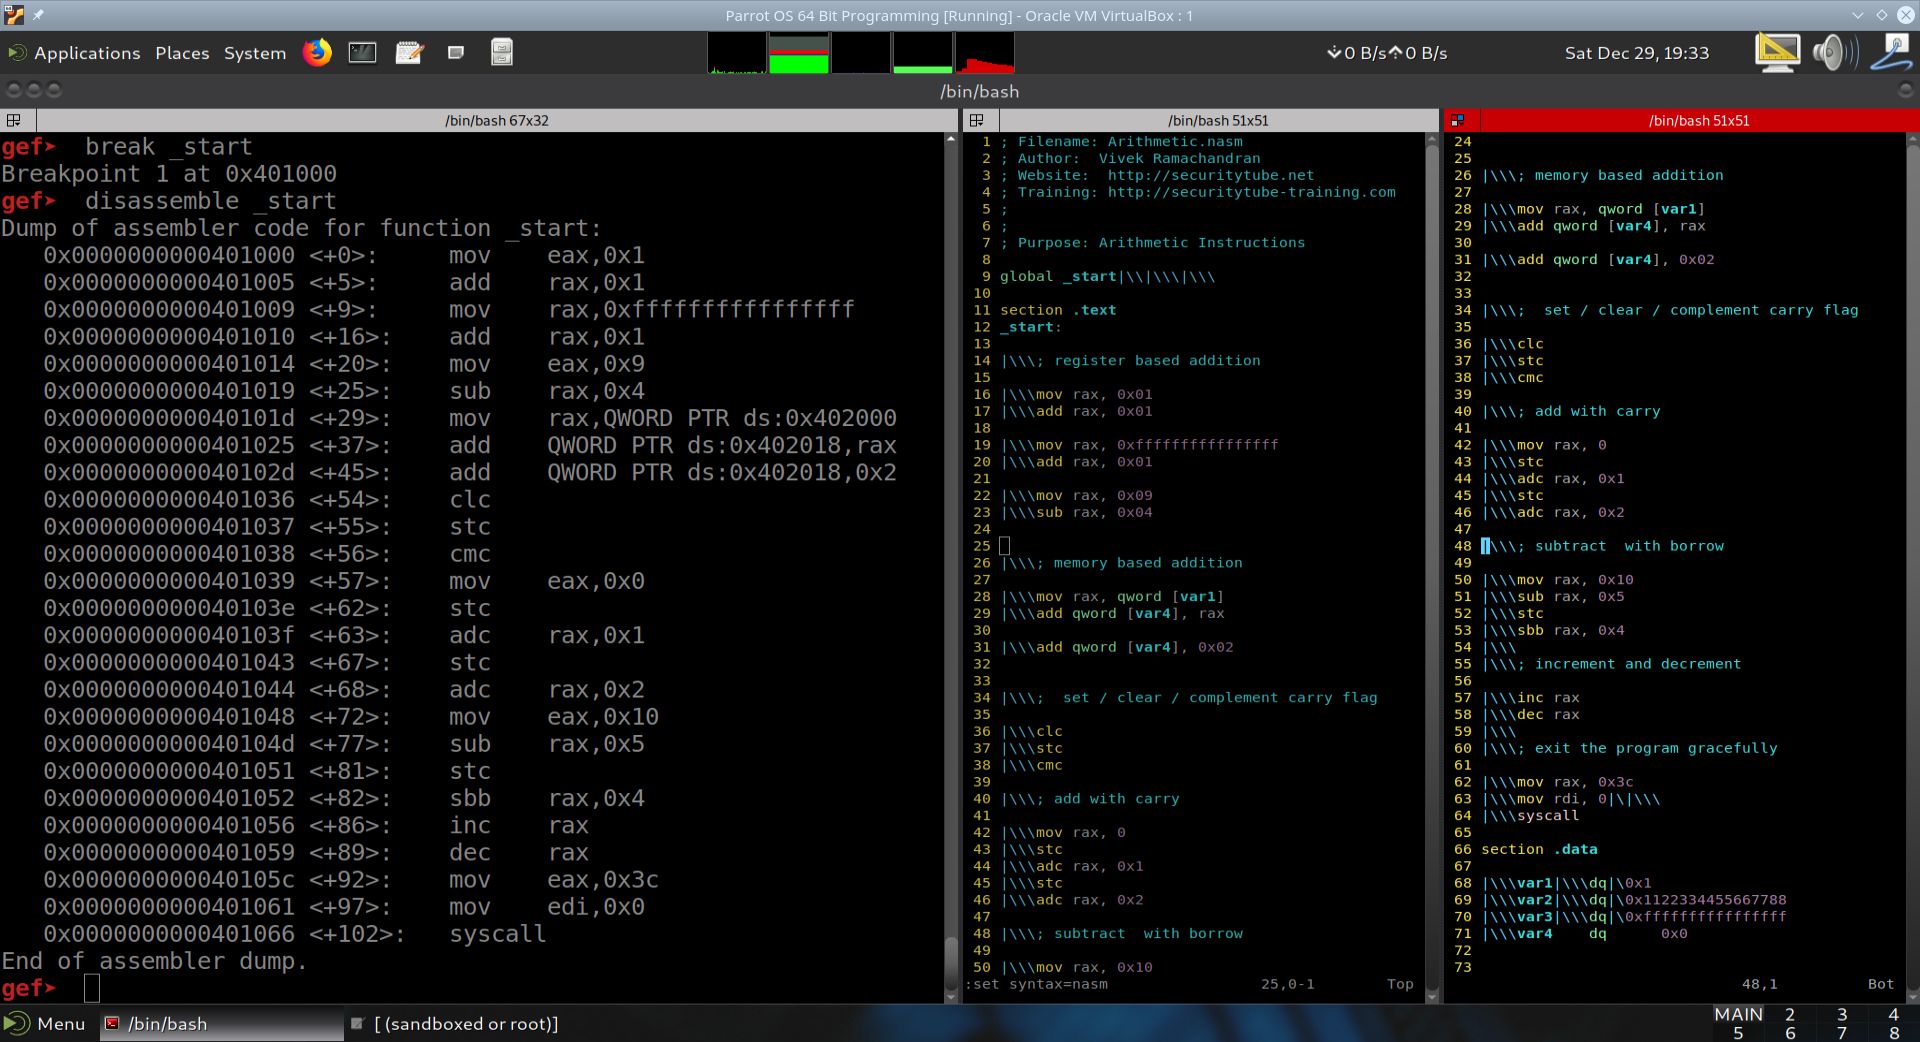 Parrot OS 64 Bit Programming [Running] - Oracle VM VirtualBox : 1
Applications Places System
0 B/s 0 B/s
Sat Dec 29, 19:33
/bin/bash
/bin/bash 67x32
gef➤  break _start
Breakpoint 1 at 0x401000
gef➤  disassemble _start
Dump of assembler code for function _start:
   0x0000000000401000 <+0>:	mov    eax,0x1
   0x0000000000401005 <+5>:	add    rax,0x1
   0x0000000000401009 <+9>:	mov    rax,0xffffffffffffffff
   0x0000000000401010 <+16>:	add    rax,0x1
   0x0000000000401014 <+20>:	mov    eax,0x9
   0x0000000000401019 <+25>:	sub    rax,0x4
   0x000000000040101d <+29>:	mov    rax,QWORD PTR ds:0x402000
   0x0000000000401025 <+37>:	add    QWORD PTR ds:0x402018,rax
   0x000000000040102d <+45>:	add    QWORD PTR ds:0x402018,0x2
   0x0000000000401036 <+54>:	clc
   0x0000000000401037 <+55>:	stc
   0x0000000000401038 <+56>:	cmc
   0x0000000000401039 <+57>:	mov    eax,0x0
   0x000000000040103e <+62>:	stc
   0x000000000040103f <+63>:	adc    rax,0x1
   0x0000000000401043 <+67>:	stc
   0x0000000000401044 <+68>:	adc    rax,0x2
   0x0000000000401048 <+72>:	mov    eax,0x10
   0x000000000040104d <+77>:	sub    rax,0x5
   0x0000000000401051 <+81>:	stc
   0x0000000000401052 <+82>:	sbb    rax,0x4
   0x0000000000401056 <+86>:	inc    rax
   0x0000000000401059 <+89>:	dec    rax
   0x000000000040105c <+92>:	mov    eax,0x3c
   0x0000000000401061 <+97>:	mov    edi,0x0
   0x0000000000401066 <+102>:	syscall
End of assembler dump.
gef➤
/bin/bash 51x51
1 ; Filename: Arithmetic.nasm
2 ; Author:  Vivek Ramachandran
3 ; Website:  http://securitytube.net
4 ; Training: http://securitytube-training.com
5 ;
6 ;
7 ; Purpose: Arithmetic Instructions
8
9 global _start|\\|\\\|\\\
10
11 section .text
12 _start:
13
14 |\\\; register based addition
15
16 |\\\mov rax, 0x01
17 |\\\add rax, 0x01
18
19 |\\\mov rax, 0xffffffffffffffff
20 |\\\add rax, 0x01
21
22 |\\\mov rax, 0x09
23 |\\\sub rax, 0x04
24
25
26 |\\\; memory based addition
27
28 |\\\mov rax, qword [var1]
29 |\\\add qword [var4], rax
30
31 |\\\add qword [var4], 0x02
32
33
34 |\\\;  set / clear / complement carry flag
35
36 |\\\clc
37 |\\\stc
38 |\\\cmc
39
40 |\\\; add with carry
41
42 |\\\mov rax, 0
43 |\\\stc
44 |\\\adc rax, 0x1
45 |\\\stc
46 |\\\adc rax, 0x2
47
48 |\\\; subtract  with borrow
49
50 |\\\mov rax, 0x10
:set syntax=nasm 25,0-1 Top
/bin/bash 51x51
24
25
26 |\\\; memory based addition
27
28 |\\\mov rax, qword [var1]
29 |\\\add qword [var4], rax
30
31 |\\\add qword [var4], 0x02
32
33
34 |\\\;  set / clear / complement carry flag
35
36 |\\\clc
37 |\\\stc
38 |\\\cmc
39
40 |\\\; add with carry
41
42 |\\\mov rax, 0
43 |\\\stc
44 |\\\adc rax, 0x1
45 |\\\stc
46 |\\\adc rax, 0x2
47
48 |\\\; subtract  with borrow
49
50 |\\\mov rax, 0x10
51 |\\\sub rax, 0x5
52 |\\\stc
53 |\\\sbb rax, 0x4
54 |\\\
55 |\\\; increment and decrement
56
57 |\\\inc rax
58 |\\\dec rax
59 |\\\
60 |\\\; exit the program gracefully
61
62 |\\\mov rax, 0x3c
63 |\\\mov rdi, 0|\|\\\
64 |\\\syscall
65
66 section .data
67
68 |\\\var1|\\\dq|\0x1
69 |\\\var2|\\\dq|\0x1122334455667788
70 |\\\var3|\\\dq|\0xffffffffffffffff
71 |\\\var4    dq      0x0
72
73
48,1 Bot
Menu /bin/bash [ (sandboxed or root)]
MAIN 2 3 4
5 6 7 8